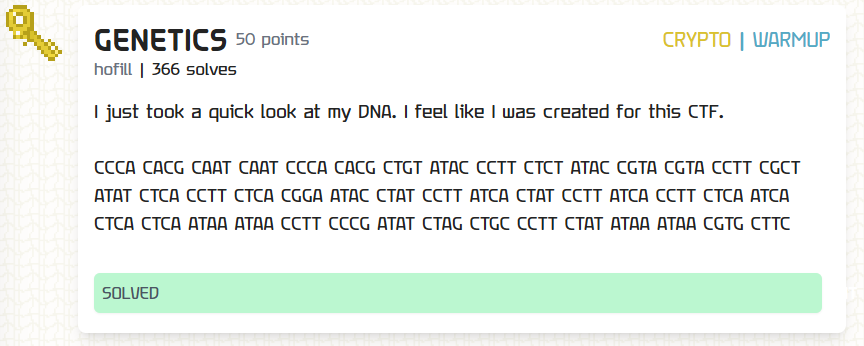 GENETICS 50 points CRYPTO | WARMUP
hofill | 366 solves
I just took a quick look at my DNA. I feel like I was created for this CTF.
CCCA CACG CAAT CAAT CCCA CACG CTGT ATAC CCTT CTCT ATAC CGTA CGTA CCTT CGCT
ATAT CTCA CCTT CTCA CGGA ATAC CTAT CCTT ATCA CTAT CCTT ATCA CCTT CTCA ATCA
CTCA CTCA ATAA ATAA CCTT CCCG ATAT CTAG CTGC CCTT CTAT ATAA ATAA CGTG CTTC
SOLVED